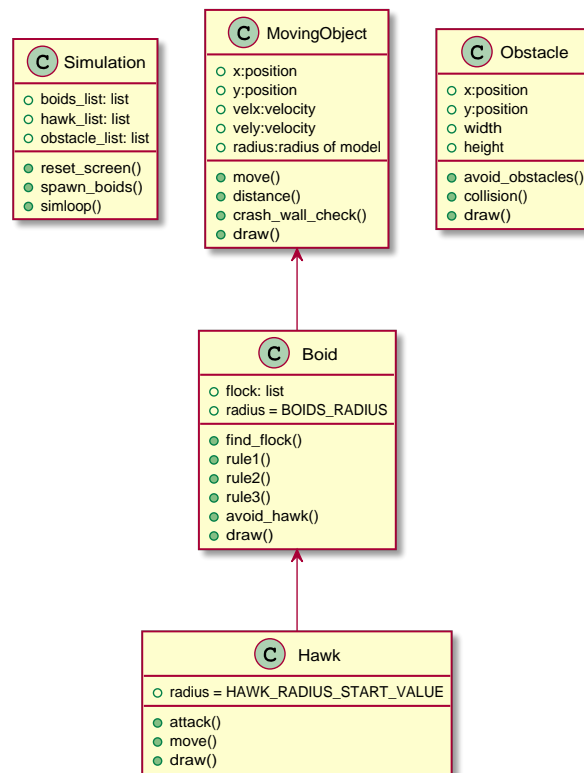 C Simulation
boids_list: list
hawk_list: list
obstacle_list: list
reset_screen()
spawn_boids()
simloop()
C MovingObject
x:position
y:position
velx:velocity
vely:velocity
radius:radius of model
move()
distance()
crash_wall_check()
draw()
C Obstacle
x:position
y:position
width
height
avoid_obstacles()
collision()
draw()
C Boid
flock: list
radius = BOIDS_RADIUS
find_flock()
rule1()
rule2()
rule3()
avoid_hawk()
draw()
C Hawk
radius = HAWK_RADIUS_START_VALUE
attack()
move()
draw()